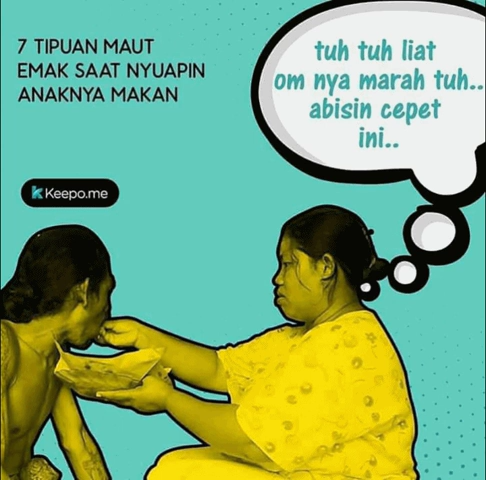 7 TIPUAN MAUT
EMAK SAAT NYUAPIN
ANAKNYA MAKAN
tuh tuh liat
om nya marah tuh..
abisin cepet
ini..
Keepo.me